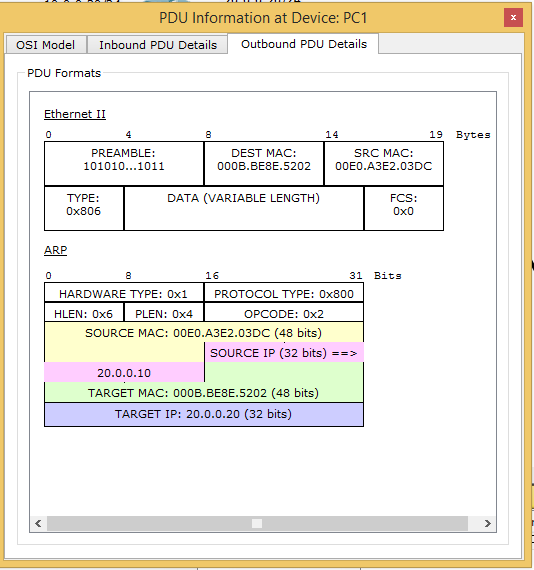 PDU Information at Device: PC1
x
OSI Model Inbound PDU Details Outbound PDU Details
PDU Formats
Ethernet II
0 4 8 14 19 Bytes
PREAMBLE: DEST MAC: SRC MAC:
101010...1011 000B.BE8E.5202 00E0.A3E2.03DC
TYPE: DATA (VARIABLE LENGTH) FCS:
0x806 0x0
ARP
0 8 16 31 Bits
HARDWARE TYPE: 0x1 PROTOCOL TYPE: 0x800
HLEN: 0x6 PLEN: 0x4 OPCODE: 0x2
SOURCE MAC: 00E0.A3E2.03DC (48 bits)
SOURCE IP (32 bits) ==>
20.0.0.10
TARGET MAC: 000B.BE8E.5202 (48 bits)
TARGET IP: 20.0.0.20 (32 bits)